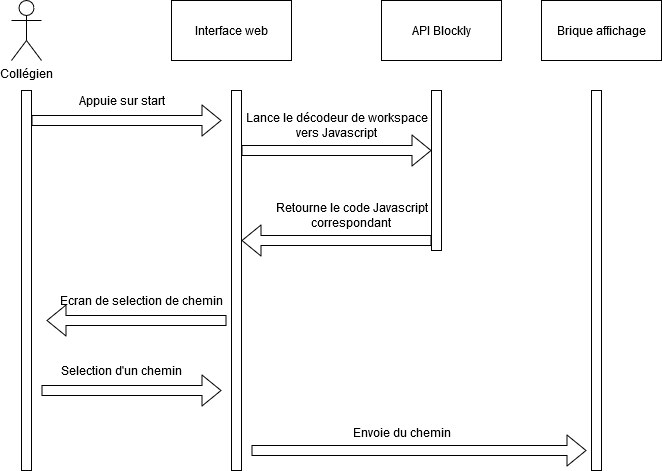 Interface web
API Blockly
Brique affichage
Collégien
Appuie sur start
Lance le décodeur de workspace
vers Javascript
Retourne le code Javascript
correspondant
Ecran de selection de chemin
Selection d'un chemin
Envoie du chemin